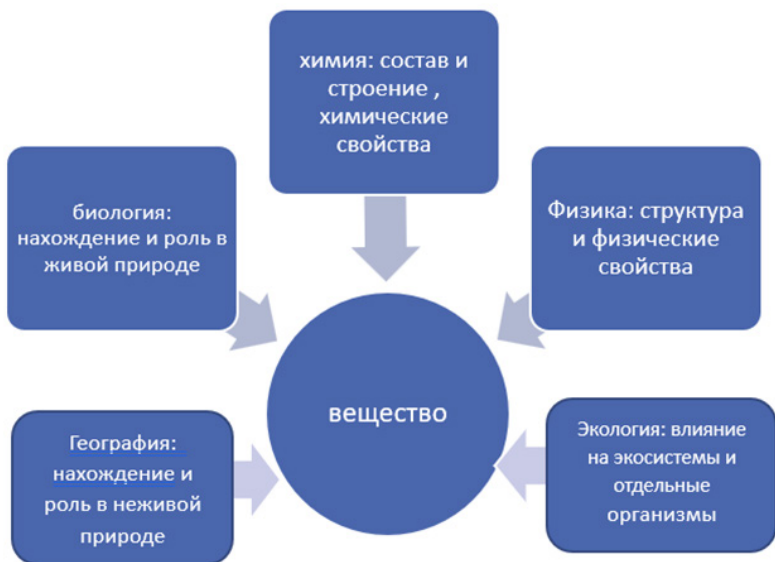 химия: состав и
строение ,
химические
свойства
биология:
нахождение и роль в
живой природе
Физика: структура
и физические
свойства
вещество
География:
нахождение и
роль в неживой
природе
Экология: влияние
на экосистемы и
отдельные
организмы